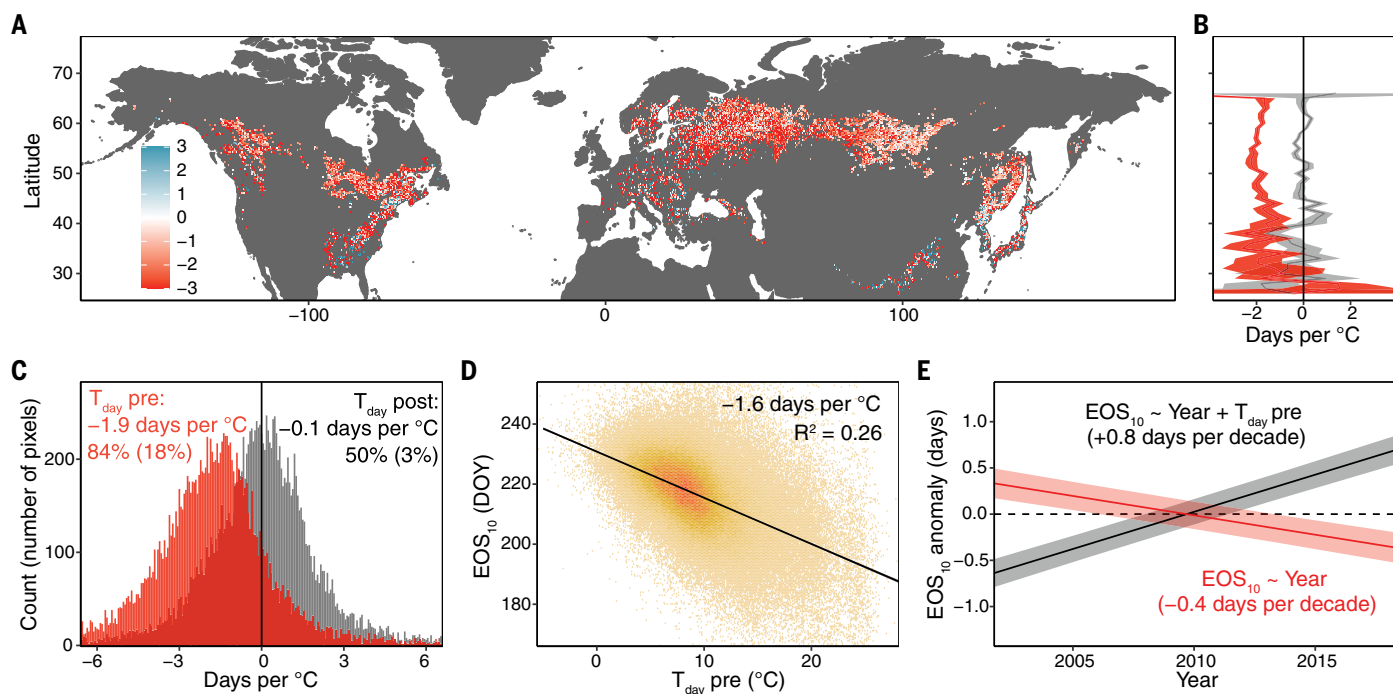 A
B
Latitude
70
60
50
40
30
3
2
1
0
−1
−2
−3
−100
0
100
−2
0
2
Days per °C
C
D
E
Count (number of pixels)
200
100
0
T_day pre:
−1.9 days per °C
84% (18%)
T_day post:
−0.1 days per °C
50% (3%)
−6
−3
0
3
6
Days per °C
EOS_10 (DOY)
240
220
200
180
−1.6 days per °C
R² = 0.26
0
10
20
T_day pre (°C)
EOS_10 anomaly (days)
1.0
0.5
0.0
−0.5
−1.0
EOS_10 ~ Year + T_day pre
(+0.8 days per decade)
EOS_10 ~ Year
(−0.4 days per decade)
2005
2010
2015
Year